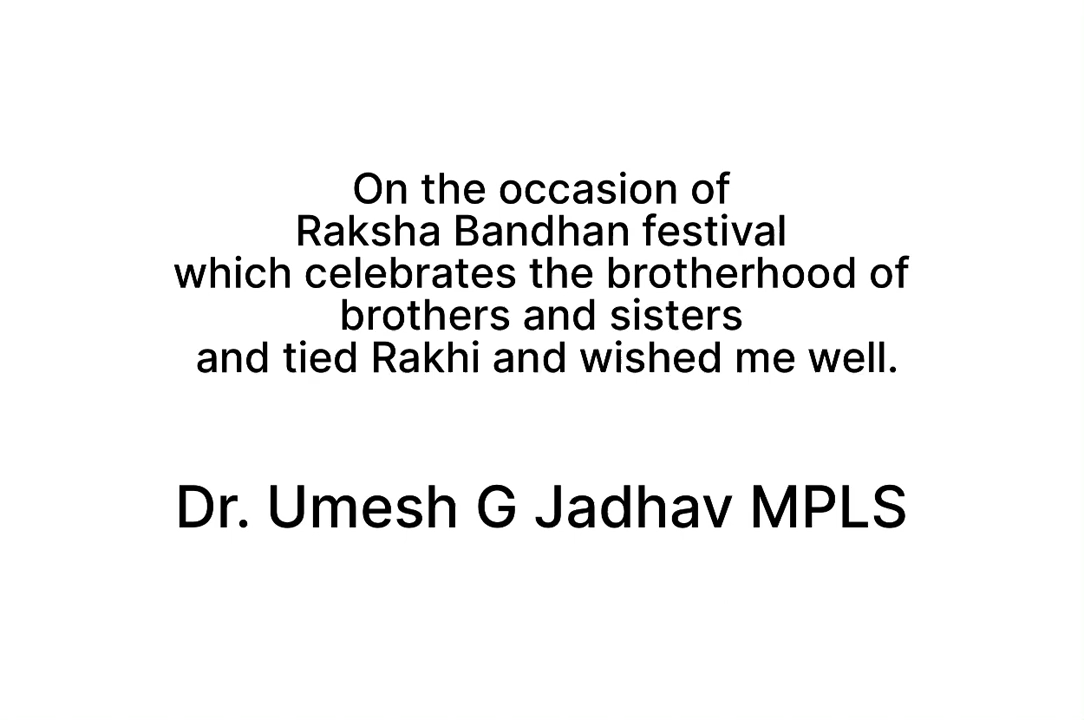 On the occasion of
Raksha Bandhan festival
which celebrates the brotherhood of
brothers and sisters
and tied Rakhi and wished me well.
Dr. Umesh G Jadhav MPLS